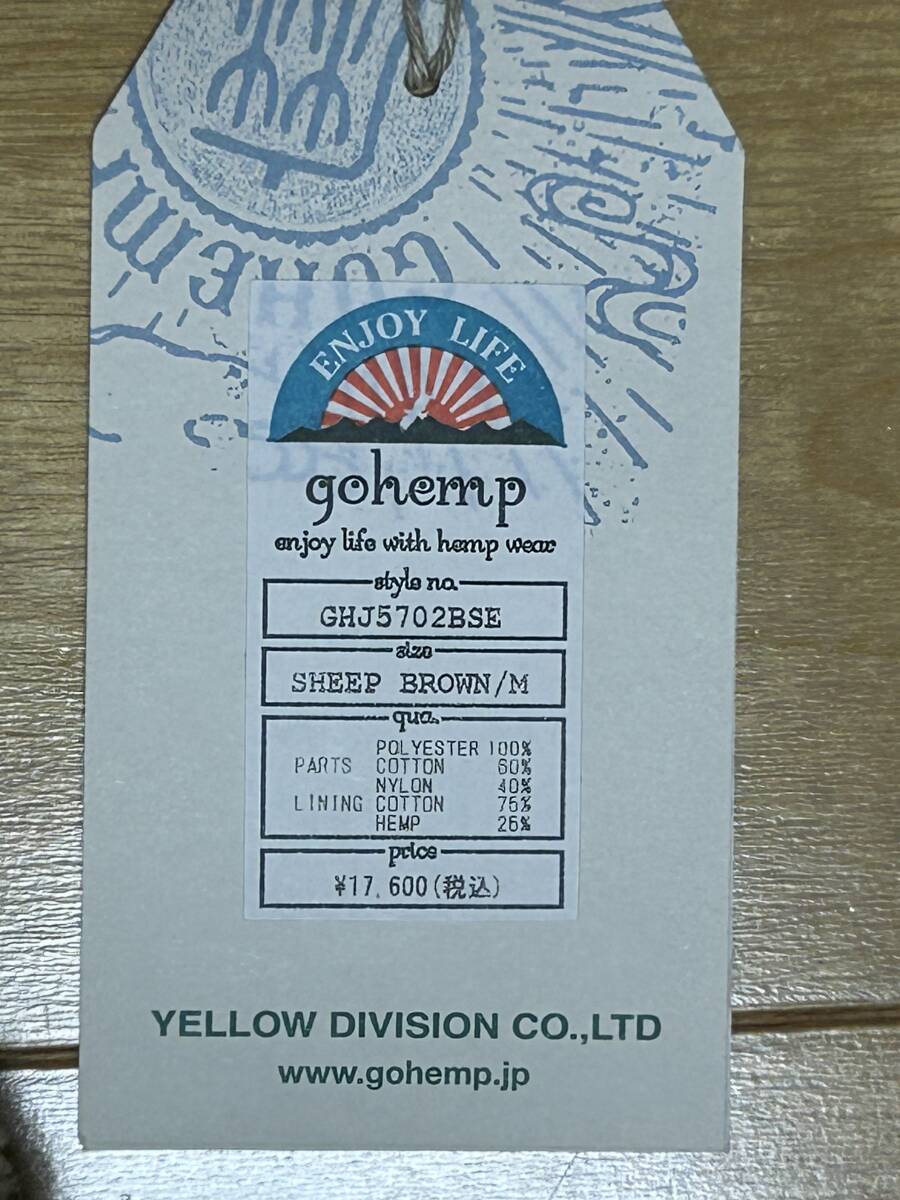 GOHEMP
ENJOY LIFE
gohemp
enjoy life with hemp wear
style no.
GHJ5702BSE
size
SHEEP BROWN/M
qua.
POLYESTER 100%
PARTS COTTON 60%
NYLON 40%
LINING COTTON 75%
HEMP 25%
price
¥17,600(税込)
YELLOW DIVISION CO.,LTD
www.gohemp.jp